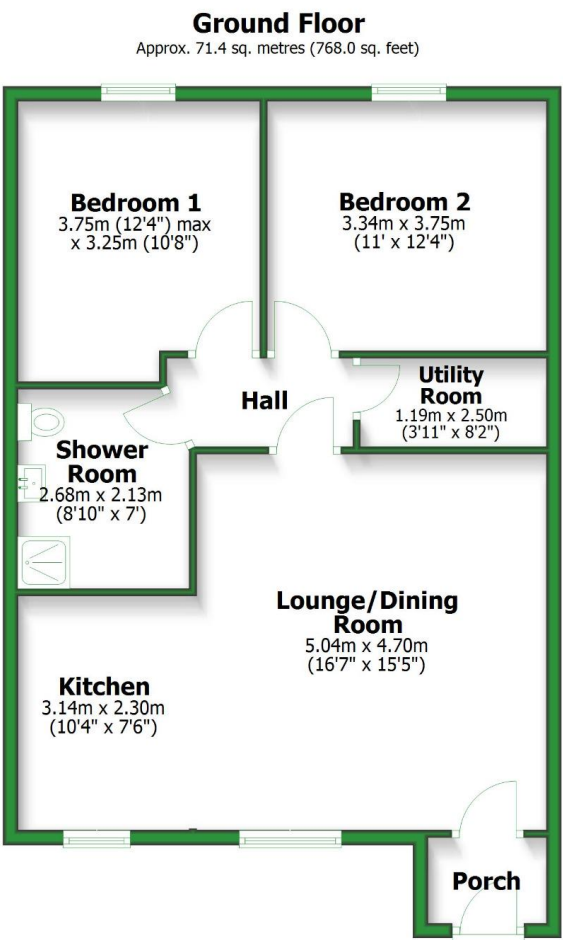 Ground Floor
Approx. 71.4 sq. metres (768.0 sq. feet)
Bedroom 1
3.75m (12'4") max
x 3.25m (10'8")
Bedroom 2
3.34m x 3.75m
(11' x 12'4")
Hall
Utility
Room
1.19m x 2.50m
(3'11" x 8'2")
Shower
Room
2.68m x 2.13m
(8'10" x 7')
Lounge/Dining
Room
5.04m x 4.70m
(16'7" x 15'5")
Kitchen
3.14m x 2.30m
(10'4" x 7'6")
Porch